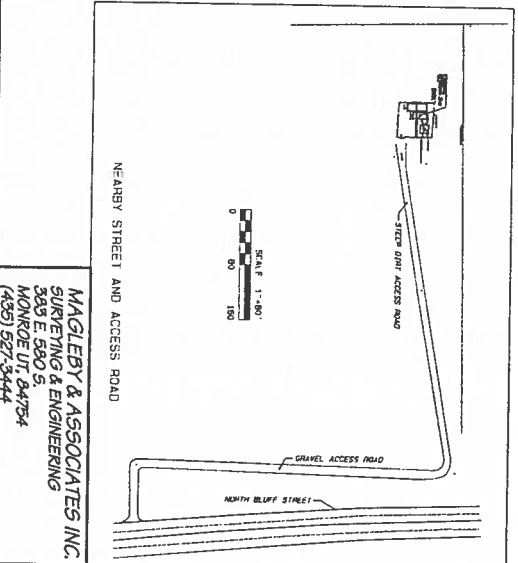 STEEP DIRT ACCESS ROAD
SCALE 1"=80'
0 80 160
GRAVEL ACCESS ROAD
NORTH BLUFF STREET
NEARBY STREET AND ACCESS ROAD
MAGLEBY & ASSOCIATES INC.
SURVEYING & ENGINEERING
383 E. 580 S.
MONROE UT, 84754
(435) 527-3444